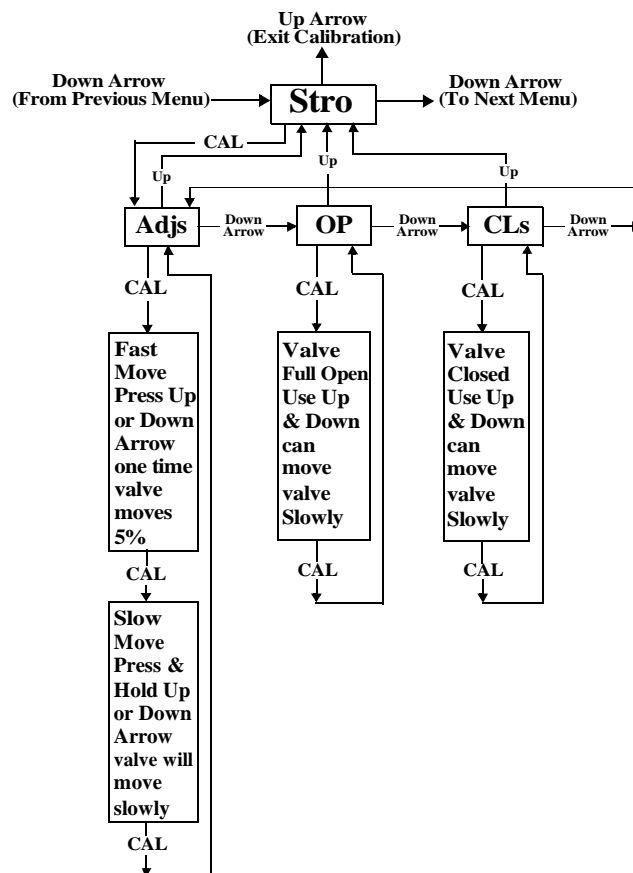 Up Arrow
(Exit Calibration)
Down Arrow
(From Previous Menu)
Stro
Down Arrow
(To Next Menu)
CAL
Up
Up
Up
Adjs
Down
Arrow
OP
Down
Arrow
CLs
Down
Arrow
CAL
CAL
CAL
Fast
Move
Press Up
or Down
Arrow
one time
valve
moves
5%
Valve
Full Open
Use Up
& Down
can
move
valve
Slowly
Valve
Closed
Use Up
& Down
can
move
valve
Slowly
CAL
CAL
CAL
Slow
Move
Press &
Hold Up
or Down
Arrow
valve will
move
slowly
CAL